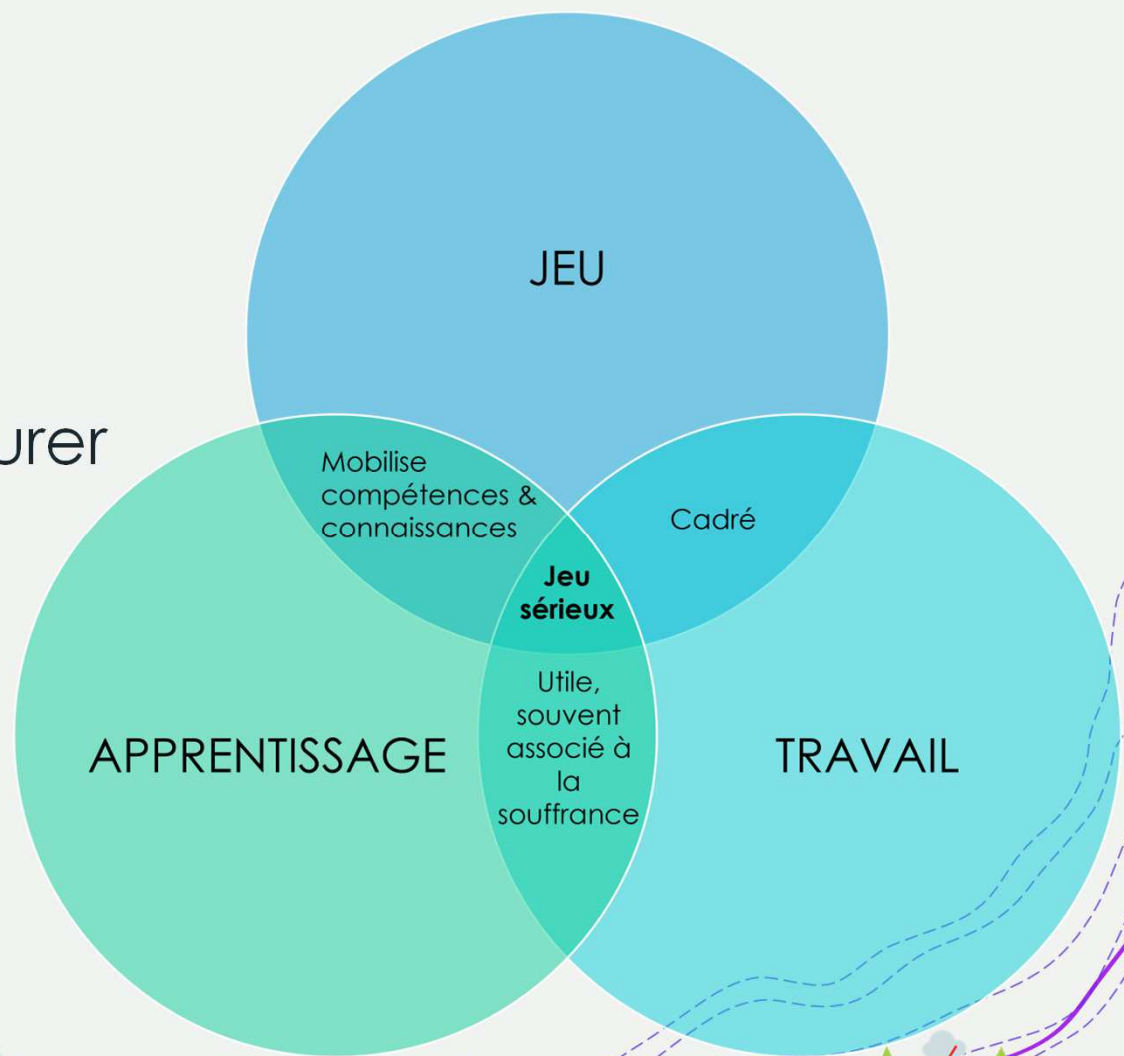 JEU
urer
Mobilise
compétences &
connaissances
Cadré
Jeu
sérieux
Utile,
souvent
associé à
la
souffrance
APPRENTISSAGE
TRAVAIL